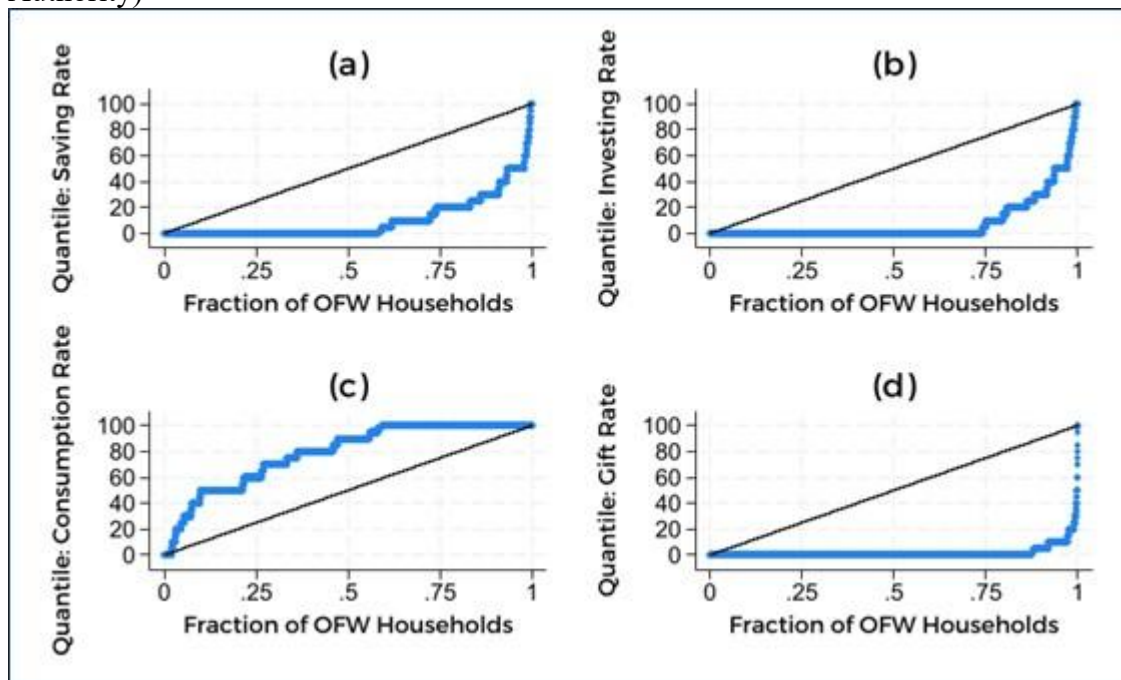 Authority)
(a)
Quantile: Saving Rate
100
80
60
40
20
0
0 .25 .5 .75 1
Fraction of OFW Households
(b)
Quantile: Investing Rate
100
80
60
40
20
0
0 .25 .5 .75 1
Fraction of OFW Households
(c)
Quantile: Consumption Rate
100
80
60
40
20
0
0 .25 .5 .75 1
Fraction of OFW Households
(d)
Quantile: Gift Rate
100
80
60
40
20
0
0 .25 .5 .75 1
Fraction of OFW Households